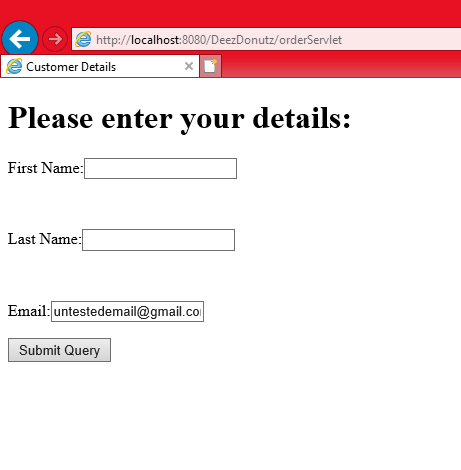 http://localhost:8080/DeezDonutz/orderServlet
Customer Details
Please enter your details:
First Name:
Last Name:
Email: untestedemail@gmail.co
Submit Query